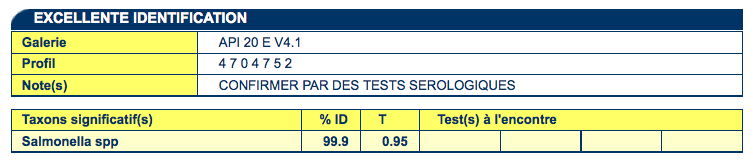 EXCELLENTE IDENTIFICATION
Galerie API 20 E V4.1
Profil 4 7 0 4 7 5 2
Note(s) CONFIRMER PAR DES TESTS SEROLOGIQUES
Taxons significatif(s) % ID T Test(s) à l'encontre
Salmonella spp 99.9 0.95